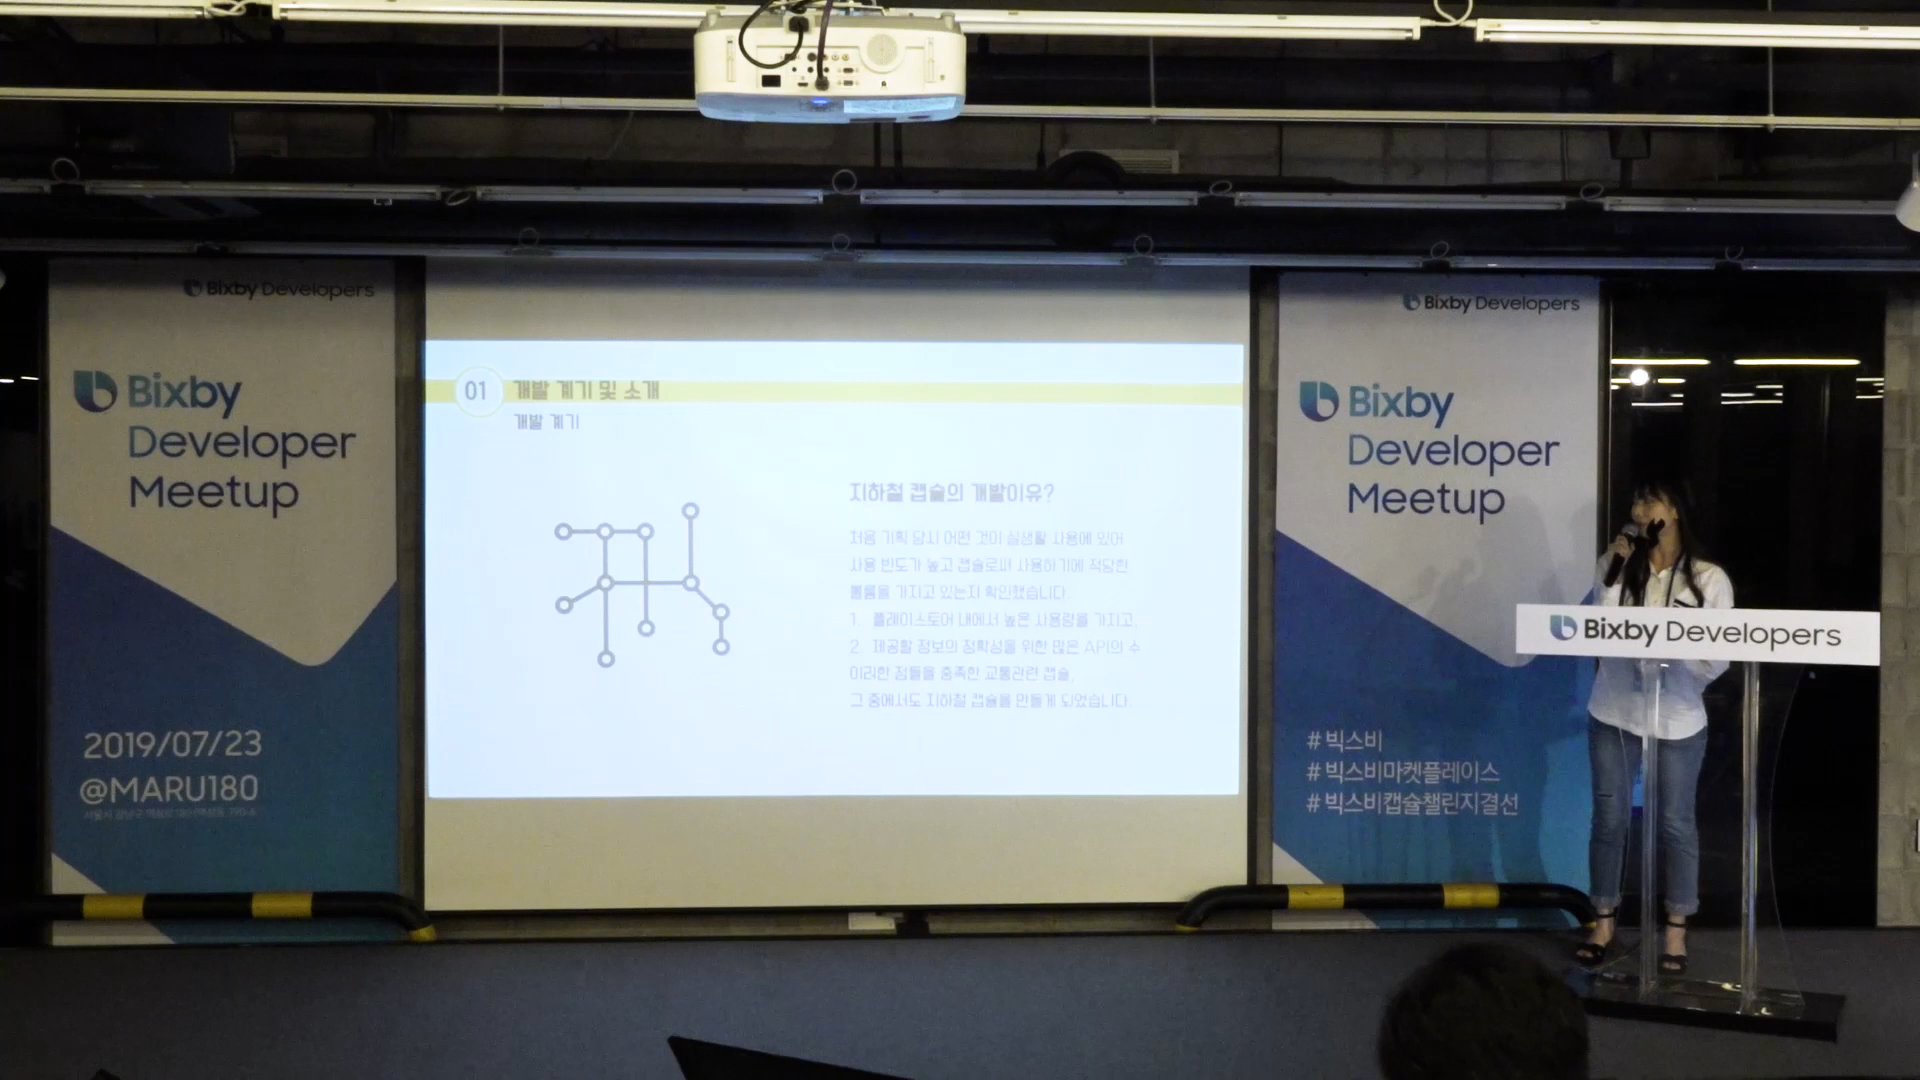 Bixby Developers
Bixby
Developer
Meetup
2019/07/23
@MARU180
01
개발 계기 및 소개
개발 계기
지하철 캡슐의 개발이유?
처음 기획 당시 어떤 것이 실생활 사용에 있어
사용 빈도가 높고 캡슐로써 사용하기에 적당한
볼륨을 가지고 있는지 확인했습니다.
1. 플레이스토어 내에서 높은 사용량을 가지고,
2. 제공할 정보의 정확성을 위한 많은 API의 수
이러한 점들을 충족한 교통관련 캡슐,
그 중에서도 지하철 캡슐을 만들게 되었습니다.
Bixby Developers
Bixby
Developer
Meetup
#빅스비
#빅스비마켓플레이스
#빅스비캡슐챌린지결선
Bixby Developers